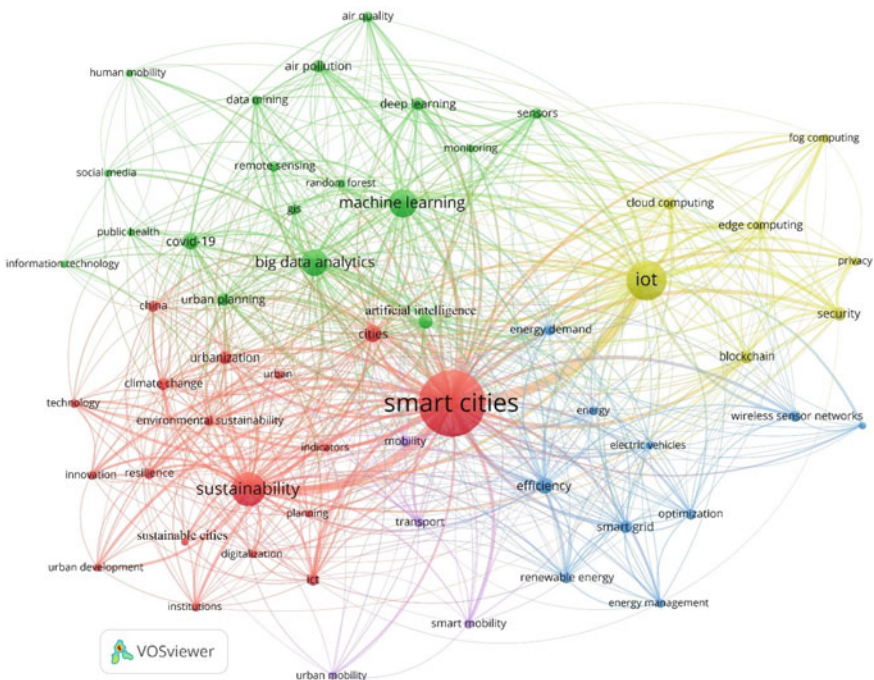 air quality
human mobility
air pollution
data mining
deep learning
sensors
fog computing
monitoring
remote sensing
social media
random forest
machine learning
cloud computing
gis
edge computing
public health
covid-19
information technology
big data analytics
privacy
iot
china
urban planning
artificial intelligence
security
cities
energy demand
urbanization
blockchain
urban
climate change
technology
smart cities
energy
wireless sensor networks
environmental sustainability
mobility
indicators
electric vehicles
innovation
resilience
sustainability
efficiency
planning
transport
optimization
smart grid
sustainable cities
digitalization
urban development
ict
renewable energy
institutions
energy management
smart mobility
VOSviewer
urban mobility